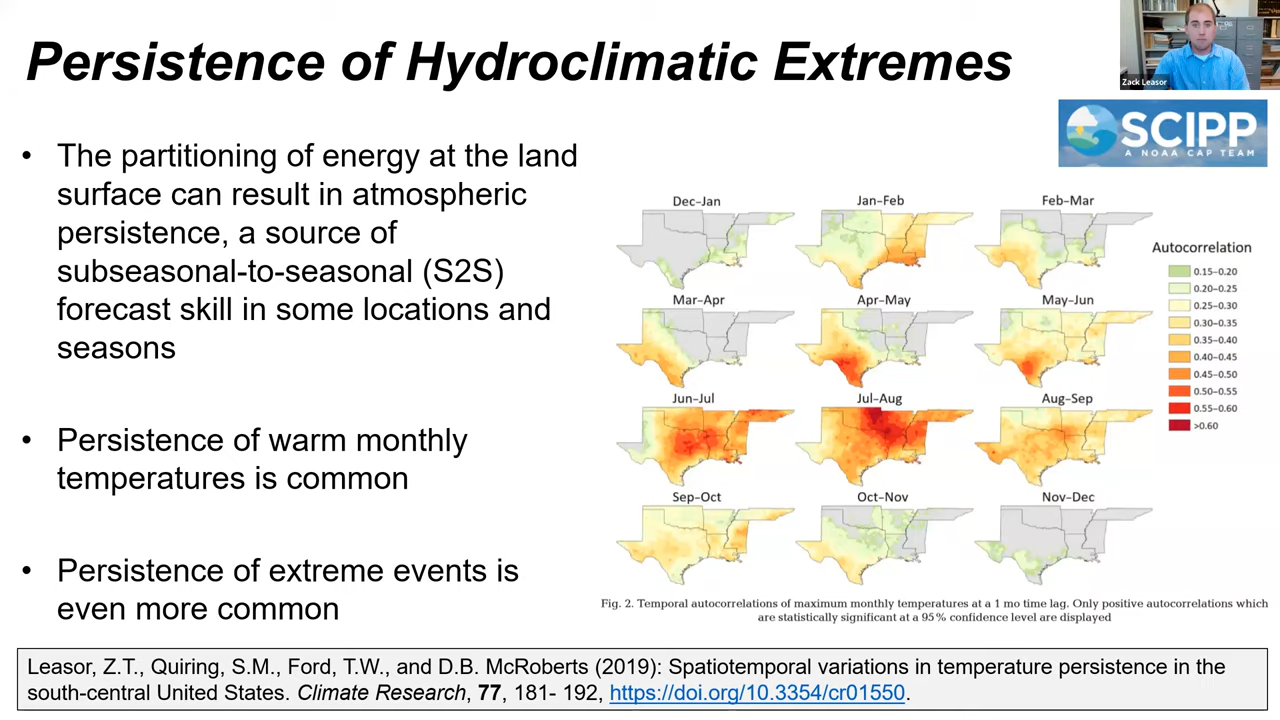 Persistence of Hydroclimatic Extremes
Zack Leasor
SCIPP
A NOAA CAP TEAM
• The partitioning of energy at the land
surface can result in atmospheric
persistence, a source of
subseasonal-to-seasonal (S2S)
forecast skill in some locations and
seasons
• Persistence of warm monthly
temperatures is common
• Persistence of extreme events is
even more common
Dec–Jan
Jan–Feb
Feb–Mar
Mar–Apr
Apr–May
May–Jun
Jun–Jul
Jul–Aug
Aug–Sep
Sep–Oct
Oct–Nov
Nov–Dec
Autocorrelation
0.15–0.20
0.20–0.25
0.25–0.30
0.30–0.35
0.35–0.40
0.40–0.45
0.45–0.50
0.50–0.55
0.55–0.60
>0.60
Fig. 2. Temporal autocorrelations of maximum monthly temperatures at a 1 mo time lag. Only positive autocorrelations which
are statistically significant at a 95% confidence level are displayed
Leasor, Z.T., Quiring, S.M., Ford, T.W., and D.B. McRoberts (2019): Spatiotemporal variations in temperature persistence in the
south-central United States. Climate Research, 77, 181- 192, https://doi.org/10.3354/cr01550.